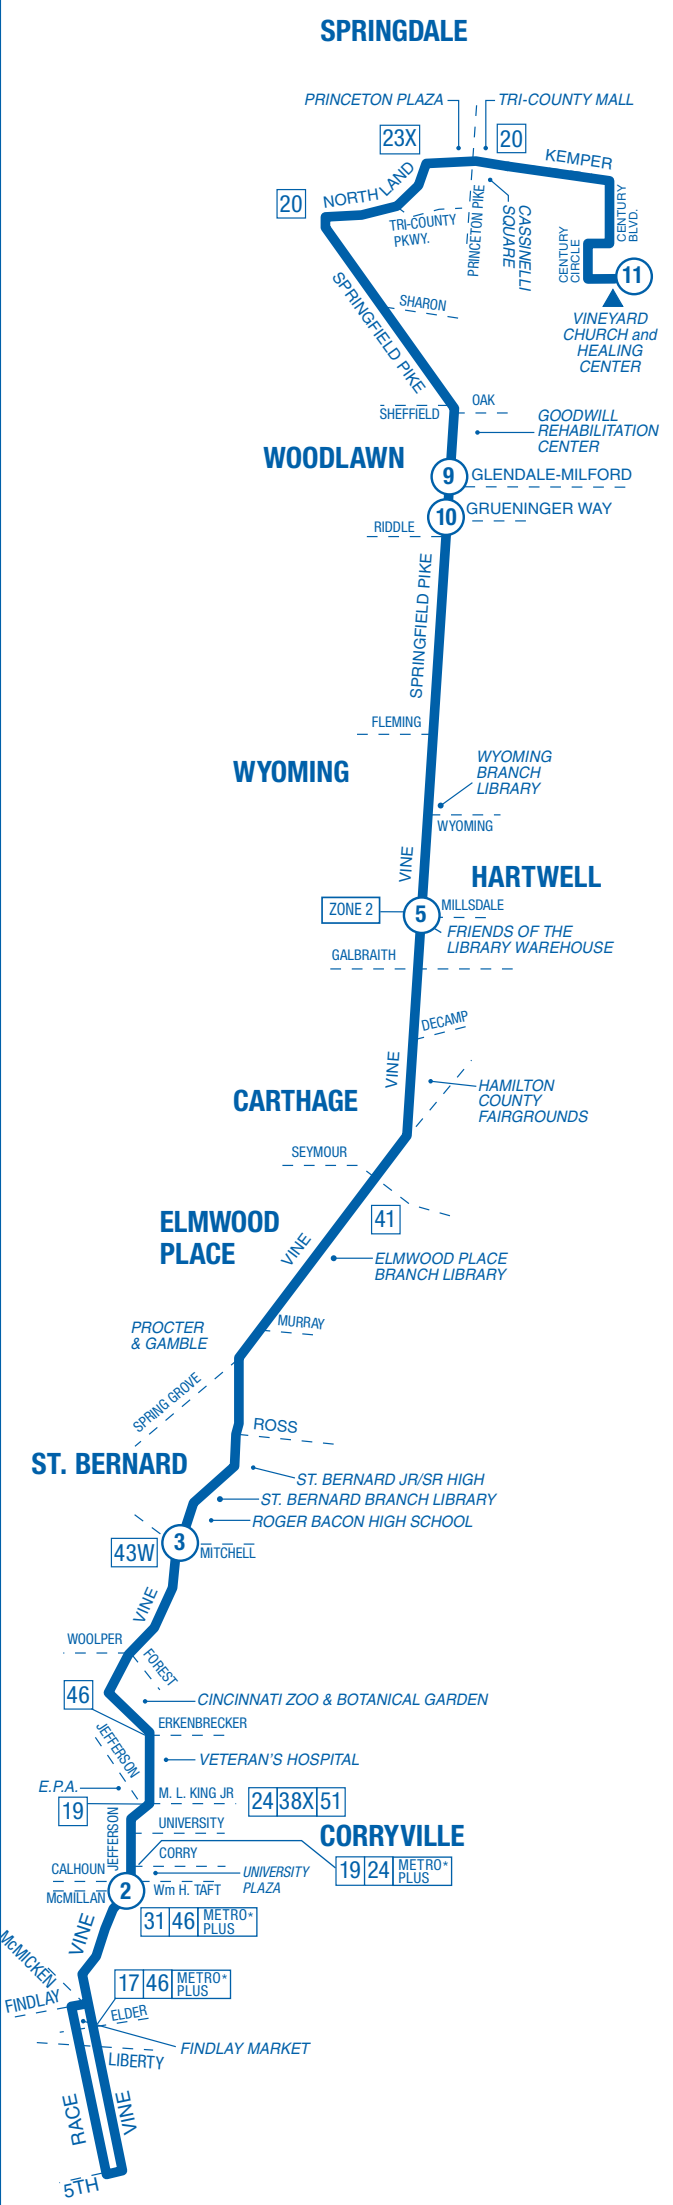 SPRINGDALE
PRINCETON PLAZA
TRI-COUNTY MALL
23X
20
KEMPER
20
NORTHLAND
TRI-COUNTY
PKWY.
PRINCETON PIKE
CASSINELLI
SQUARE
CENTURY
BLVD.
CENTURY
CIRCLE
11
VINEYARD
CHURCH and
HEALING
CENTER
SPRINGFIELD PIKE
SHARON
OAK
SHEFFIELD
GOODWILL
REHABILITATION
CENTER
WOODLAWN
9
GLENDALE-MILFORD
10
GRUENINGER WAY
RIDDLE
SPRINGFIELD PIKE
FLEMING
WYOMING
WYOMING
BRANCH
LIBRARY
WYOMING
VINE
HARTWELL
ZONE 2
5
MILLSDALE
FRIENDS OF THE
LIBRARY WAREHOUSE
GALBRAITH
DECAMP
VINE
CARTHAGE
HAMILTON
COUNTY
FAIRGROUNDS
SEYMOUR
41
ELMWOOD
PLACE
VINE
ELMWOOD PLACE
BRANCH LIBRARY
MURRAY
PROCTER
& GAMBLE
SPRING GROVE
ROSS
ST. BERNARD
ST. BERNARD JR/SR HIGH
ST. BERNARD BRANCH LIBRARY
ROGER BACON HIGH SCHOOL
43W
3
MITCHELL
VINE
WOOLPER
FOREST
46
CINCINNATI ZOO & BOTANICAL GARDEN
ERKENBRECKER
JEFFERSON
VETERAN'S HOSPITAL
E.P.A.
M. L. KING JR
24 38X 51
19
JEFFERSON
UNIVERSITY
CORRYVILLE
CORRY
CALHOUN
UNIVERSITY
PLAZA
19 24 METRO*
PLUS
McMILLAN
2
Wm H. TAFT
31 46 METRO*
PLUS
VINE
McMICKEN
17 46 METRO*
PLUS
FINDLAY
ELDER
FINDLAY MARKET
LIBERTY
RACE
VINE
5TH